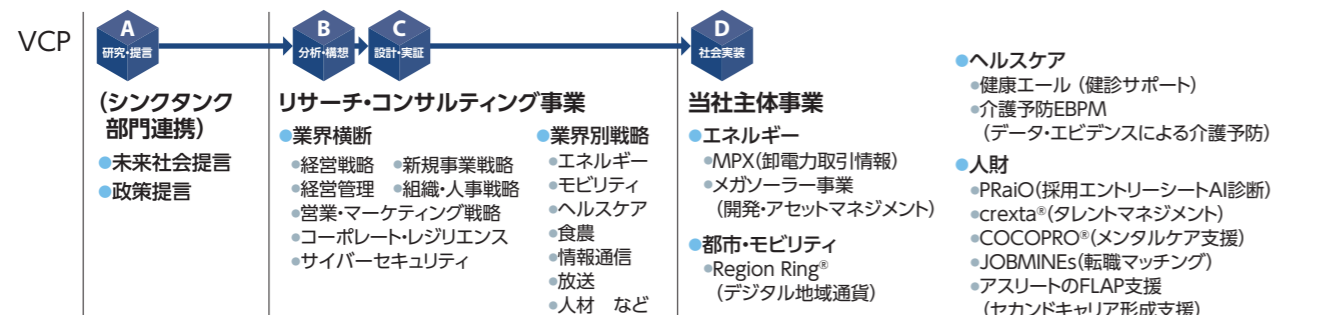 VCP
A
研究・提言
B
分析・構想
C
設計・実証
D
社会実装
(シンクタンク
部門連携)
●未来社会提言
●政策提言
リサーチ・コンサルティング事業
●業界横断
●経営戦略 ●新規事業戦略
●経営管理 ●組織・人事戦略
●営業・マーケティング戦略
●コーポレート・レジリエンス
●サイバーセキュリティ
●業界別戦略
●エネルギー
●モビリティ
●ヘルスケア
●食農
●情報通信
●放送
●人材 など
当社主体事業
●エネルギー
●MPX(卸電力取引情報)
●メガソーラー事業
(開発・アセットマネジメント)
●都市・モビリティ
●Region Ring®
(デジタル地域通貨)
●ヘルスケア
●健康エール(健診サポート)
●介護予防EBPM
(データ・エビデンスによる介護予防)
●人財
●PRaiO(採用エントリーシートAI診断)
●crexta®(タレントマネジメント)
●COCOPRO®(メンタルケア支援)
●JOBMINEs(転職マッチング)
●アスリートのFLAP支援
(セカンドキャリア形成支援)